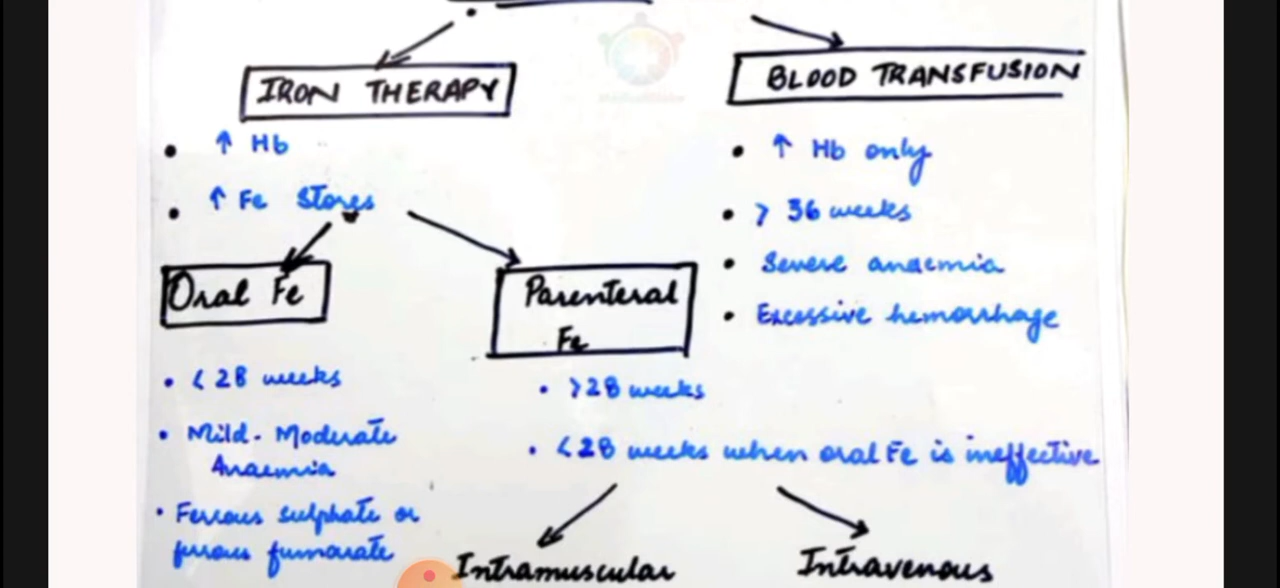 IRON THERAPY
BLOOD TRANSFUSION
• ↑ Hb
• ↑ Fe Stores
• ↑ Hb only
• > 36 weeks
• Severe anaemia
• Excessive hemorrhage
Oral Fe
Parenteral
Fe
• < 28 weeks
• Mild-Moderate
Anaemia
• Ferrous sulphate or
ferrous fumarate
• >28 weeks
• <28 weeks when oral Fe is ineffective
Intramuscular
Intravenous